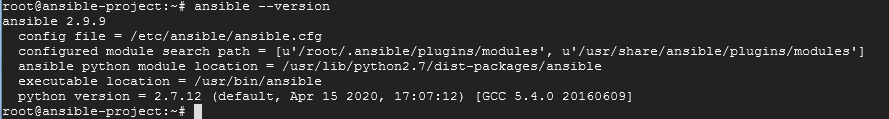 root@ansible-project:~# ansible --version
ansible 2.9.9
  config file = /etc/ansible/ansible.cfg
  configured module search path = [u'/root/.ansible/plugins/modules', u'/usr/share/ansible/plugins/modules']
  ansible python module location = /usr/lib/python2.7/dist-packages/ansible
  executable location = /usr/bin/ansible
  python version = 2.7.12 (default, Apr 15 2020, 17:07:12) [GCC 5.4.0 20160609]
root@ansible-project:~#